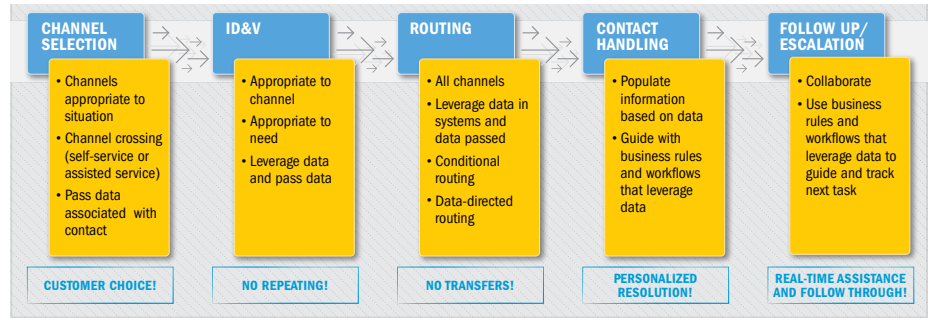 CHANNEL
SELECTION
• Channels
appropriate to
situation
• Channel crossing
(self-service or
assisted service)
• Pass data
associated with
contact
CUSTOMER CHOICE!
ID&V
• Appropriate to
channel
• Appropriate to
need
• Leverage data
and pass data
NO REPEATING!
ROUTING
• All channels
• Leverage data in
systems and
data passed
• Conditional
routing
• Data-directed
routing
NO TRANSFERS!
CONTACT
HANDLING
• Populate
information
based on data
• Guide with
business rules
and workflows
that leverage
data
PERSONALIZED
RESOLUTION!
FOLLOW UP/
ESCALATION
• Collaborate
• Use business
rules and
workflows that
leverage data to
guide and track
next task
REAL-TIME ASSISTANCE
AND FOLLOW THROUGH!